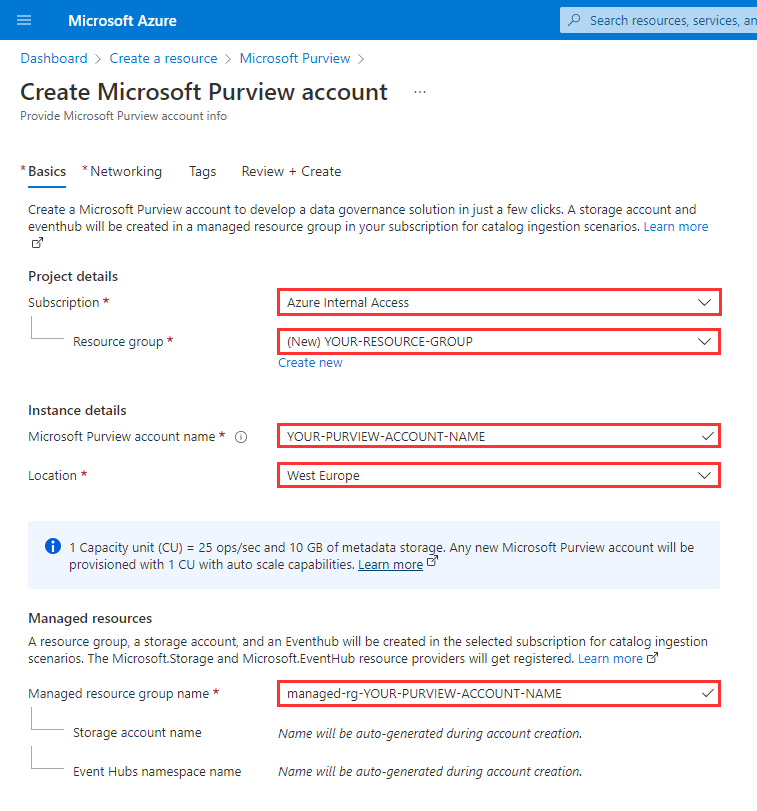 Microsoft Azure
Search resources, services, an
Dashboard > Create a resource > Microsoft Purview >
Create Microsoft Purview account ...
Provide Microsoft Purview account info
* Basics * Networking Tags Review + Create
Create a Microsoft Purview account to develop a data governance solution in just a few clicks. A storage account and
eventhub will be created in a managed resource group in your subscription for catalog ingestion scenarios. Learn more
Project details
Subscription * Azure Internal Access
Resource group * (New) YOUR-RESOURCE-GROUP
Create new
Instance details
Microsoft Purview account name * YOUR-PURVIEW-ACCOUNT-NAME
Location * West Europe
1 Capacity unit (CU) = 25 ops/sec and 10 GB of metadata storage. Any new Microsoft Purview account will be
provisioned with 1 CU with auto scale capabilities. Learn more
Managed resources
A resource group, a storage account, and an Eventhub will be created in the selected subscription for catalog ingestion
scenarios. The Microsoft.Storage and Microsoft.EventHub resource providers will get registered. Learn more
Managed resource group name * managed-rg-YOUR-PURVIEW-ACCOUNT-NAME
Storage account name Name will be auto-generated during account creation.
Event Hubs namespace name Name will be auto-generated during account creation.